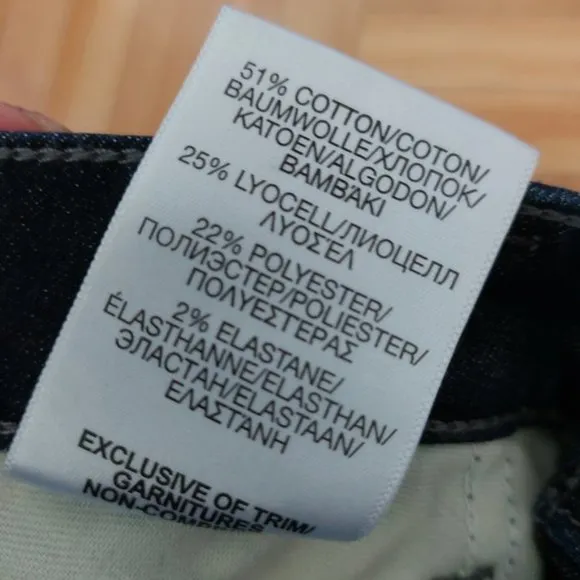 51% COTTON/COTON/
BAUMWOLLE/ХЛОПОК/
KATOEN/ALGODON/
ΒΑΜΒΆΚΙ
25% LYOCELL/ЛИОЦЕЛЛ
ΛΥΟΣΈΛ
22% POLYESTER/
ПОЛИЭСТЕР/POLIESTER/
ΠΟΛΥΕΣΤΕΡΑΣ
2% ELASTANE/
ÉLASTHANNE/ELASTHAN/
ЭЛАСТАН/ELASTAAN/
ΕΛΑΣΤΑΝΗ
EXCLUSIVE OF TRIM/
GARNITURES